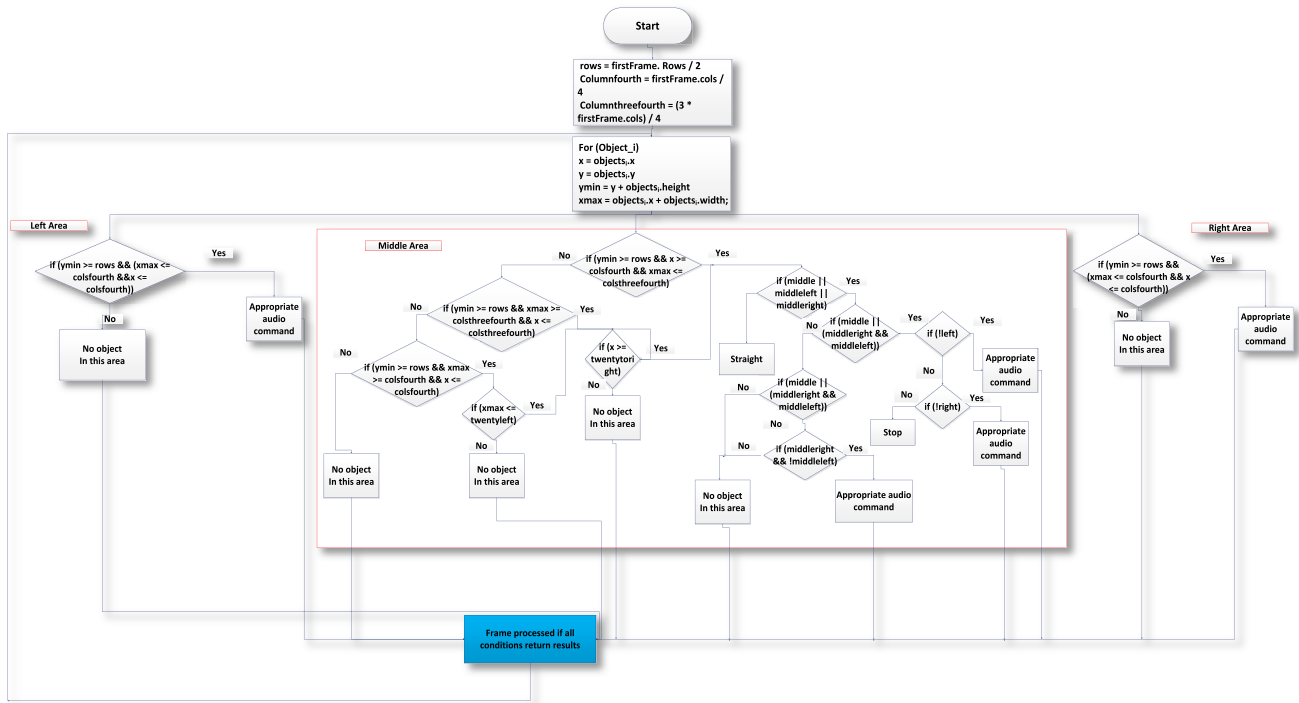 Start
rows = firstFrame. Rows / 2
Columnfourth = firstFrame.cols /
4
Columnthreefourth = (3 *
firstFrame.cols) / 4
For (Object_i)
x = objectsᵢ.x
y = objectsᵢ.y
ymin = y + objectsᵢ.height
xmax = objectsᵢ.x + objectsᵢ.width;
Left Area
if (ymin >= rows && (xmax <=
colsfourth &&x <=
colsfourth))
Yes
Appropriate
audio
command
No
No object
In this area
Middle Area
No
if (ymin >= rows && x >=
colsfourth && xmax <=
colsthreefourth)
Yes
No
if (ymin >= rows && xmax >=
colsthreefourth && x <=
colsthreefourth)
Yes
No
if (ymin >= rows && xmax
>= colsfourth && x <=
colsfourth)
Yes
if (xmax <=
twentyleft)
Yes
No
No object
In this area
No object
In this area
if (x >=
twentytori
ght)
Yes
No
No object
In this area
if (middle ||
middleleft ||
middleright)
Yes
Straight
No
if (middle ||
(middleright &&
middleleft))
Yes
if (!left)
Yes
Appropriate
audio
command
No
No
if (!right)
Yes
Stop
Appropriate
audio
command
No
if (middle ||
(middleright &&
middleleft))
No
No
if (middleright
&& !middleleft)
Yes
No object
In this area
Appropriate audio
command
Right Area
if (ymin >= rows &&
(xmax <= colsfourth && x
<= colsfourth))
Yes
Appropriate
audio
command
No
No object
In this area
Frame processed if all
conditions return results